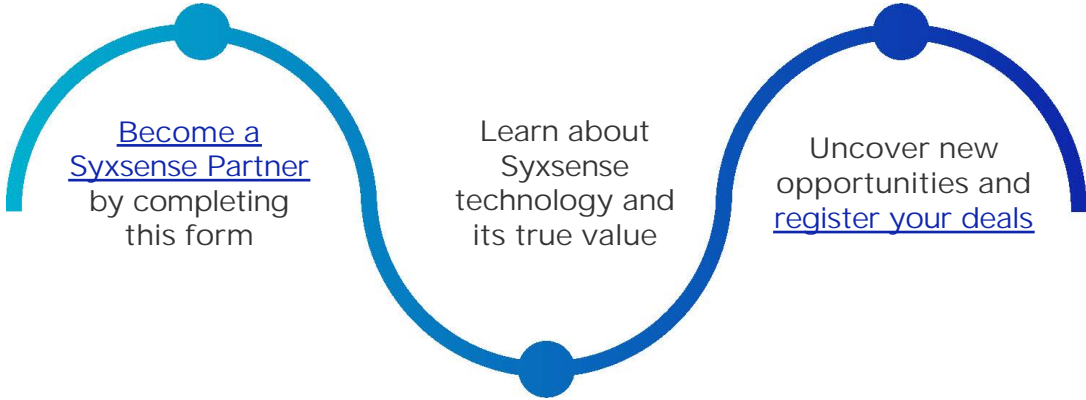 Become a
Syxsense Partner
by completing
this form
Learn about
Syxsense
technology and
its true value
Uncover new
opportunities and
register your deals